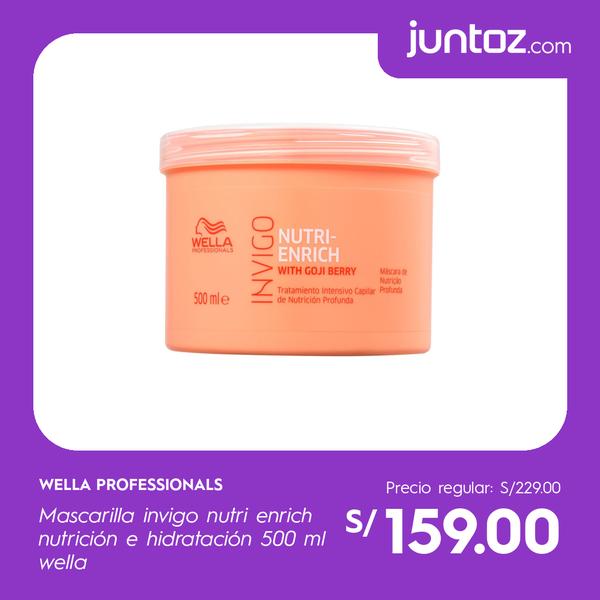 juntoz.com
WELLA
PROFESSIONALS
INVIGO
NUTRI-
ENRICH
WITH GOJI BERRY
Tratamiento Intensivo Capilar
de Nutrición Profunda
Máscara de
Nutrição
Profunda
500 ml e
WELLA PROFESSIONALS
Mascarilla invigo nutri enrich
nutrición e hidratación 500 ml
wella
Precio regular: S/229.00
S/159.00